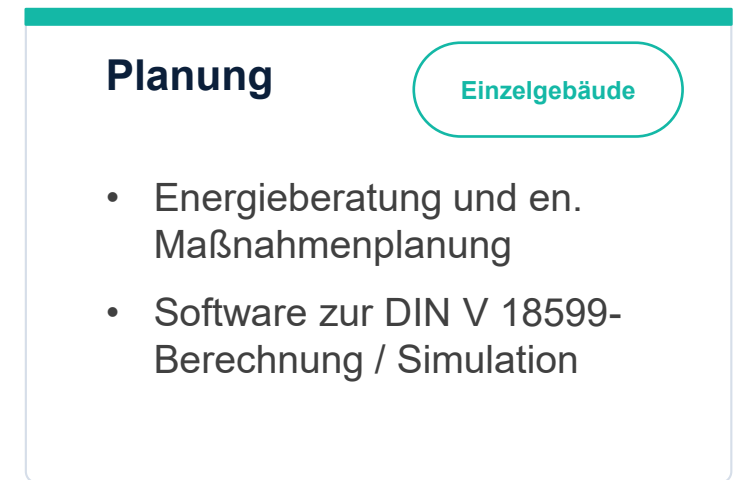 Planung
Einzelgebäude
• Energieberatung und en.
Maßnahmenplanung
• Software zur DIN V 18599-
Berechnung / Simulation